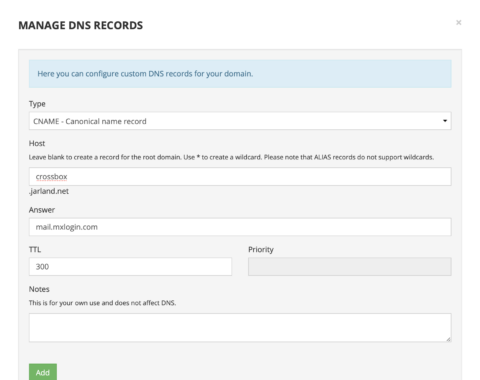 MANAGE DNS RECORDS
×
Here you can configure custom DNS records for your domain.
Type
CNAME - Canonical name record
Host
Leave blank to create a record for the root domain. Use * to create a wildcard. Please note that ALIAS records do not support wildcards.
crossbox
.jarland.net
Answer
mail.mxlogin.com
TTL Priority
300
Notes
This is for your own use and does not affect DNS.
Add